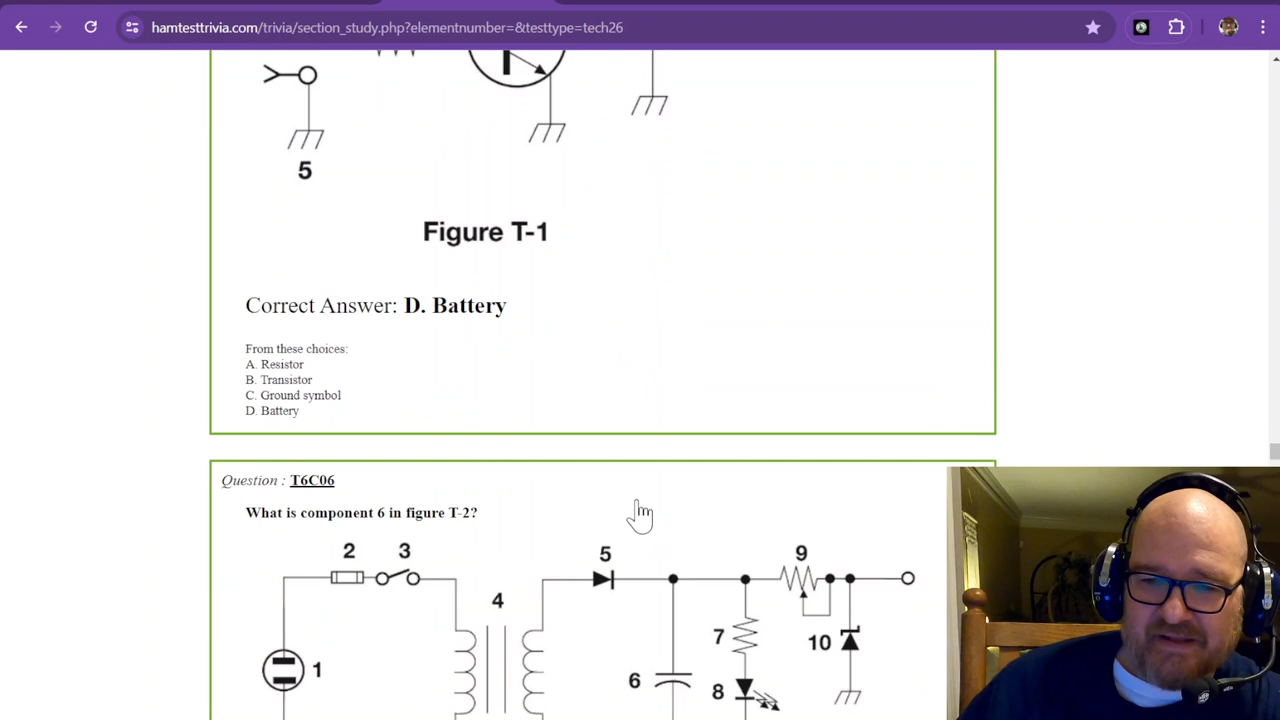 hamtesttrivia.com/trivia/section_study.php?elementnumber=&testtype=tech26
5
Figure T-1
Correct Answer: D. Battery
From these choices:
A. Resistor
B. Transistor
C. Ground symbol
D. Battery
Question : T6C06
What is component 6 in figure T-2?
2 3 5 9
4
7 10
1 6 8